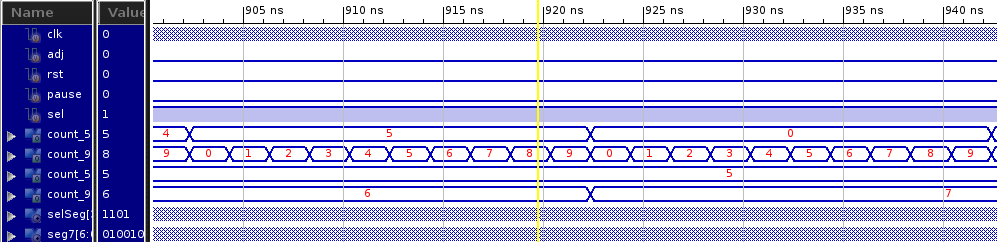 Name Value 905 ns 910 ns 915 ns 920 ns 925 ns 930 ns 935 ns 940 ns
clk 0
adj 0
rst 0
pause 0
sel 1
count_5 5 4 5 0
count_9 8 9 0 1 2 3 4 5 6 7 8 9 0 1 2 3 4 5 6 7 8 9
count_5 5 5
count_9 6 6 7
selSeg[ 1101
seg7[6: 010010